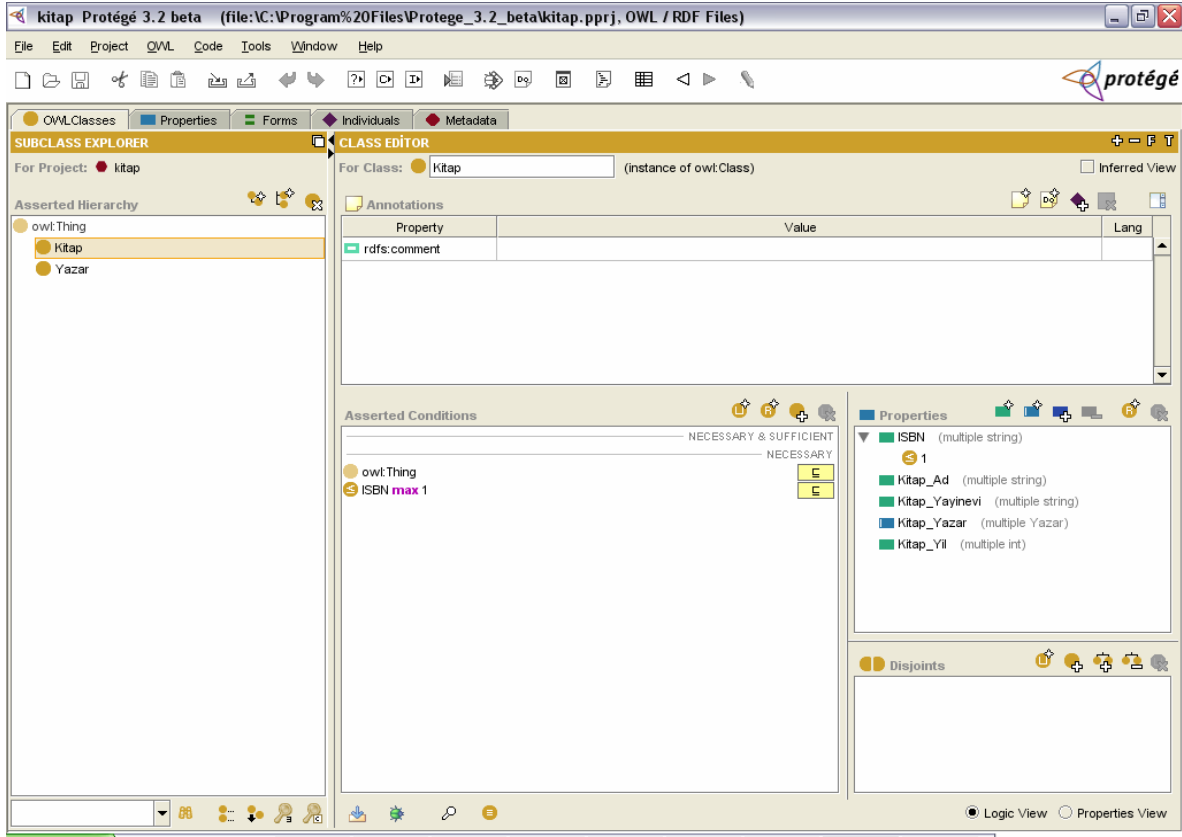 kitap Protégé 3.2 beta (file:\C:\Program%20Files\Protege_3.2_beta\kitap.pprj, OWL / RDF Files)
File Edit Project OWL Code Tools Window Help
protégé
OWLClasses Properties Forms Individuals Metadata
SUBCLASS EXPLORER
For Project: kitap
Asserted Hierarchy
owl:Thing
Kitap
Yazar
CLASS EDİTOR
For Class: Kitap (instance of owl:Class) Inferred View
Annotations
Property Value Lang
rdfs:comment
Asserted Conditions
NECESSARY & SUFFICIENT
NECESSARY
owl:Thing
ISBN max 1
Properties
ISBN (multiple string)
1
Kitap_Ad (multiple string)
Kitap_Yayinevi (multiple string)
Kitap_Yazar (multiple Yazar)
Kitap_Yil (multiple int)
Disjoints
Logic View Properties View